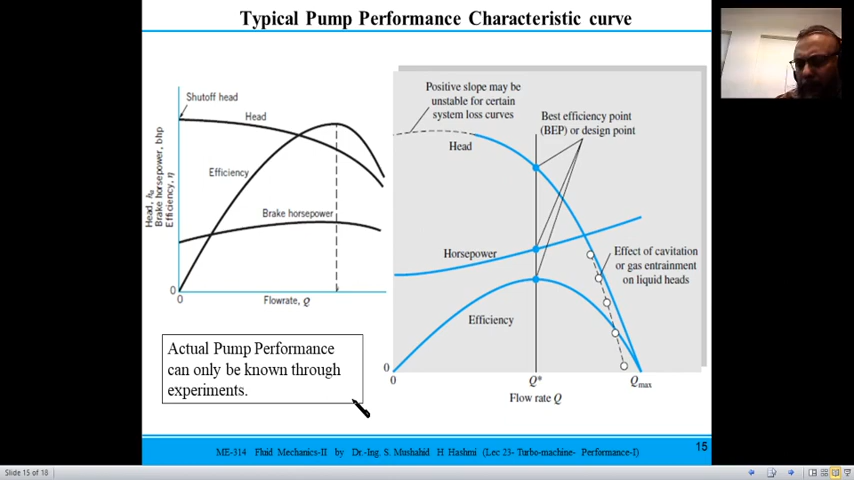 Typical Pump Performance Characteristic curve
Shutoff head
Head
Efficiency
Brake horsepower
Head, hₐ
Brake horsepower, bhp
Efficiency, η
0
0
Flowrate, Q
Positive slope may be
unstable for certain
system loss curves
Best efficiency point
(BEP) or design point
Head
Horsepower
Effect of cavitation
or gas entrainment
on liquid heads
Efficiency
0
0
Q*
Qmax
Flow rate Q
Actual Pump Performance
can only be known through
experiments.
ME-314 Fluid Mechanics-II by Dr.-Ing. S. Mushahid H Hashmi (Lec 23- Turbo-machine- Performance-I)
15
Slide 15 of 18